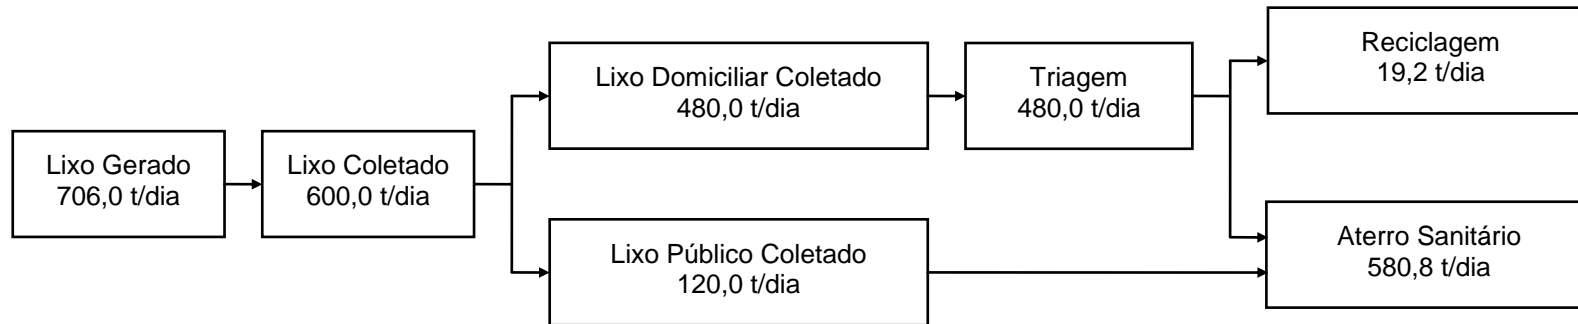 Lixo Gerado
706,0 t/dia
Lixo Coletado
600,0 t/dia
Lixo Domiciliar Coletado
480,0 t/dia
Triagem
480,0 t/dia
Reciclagem
19,2 t/dia
Lixo Público Coletado
120,0 t/dia
Aterro Sanitário
580,8 t/dia